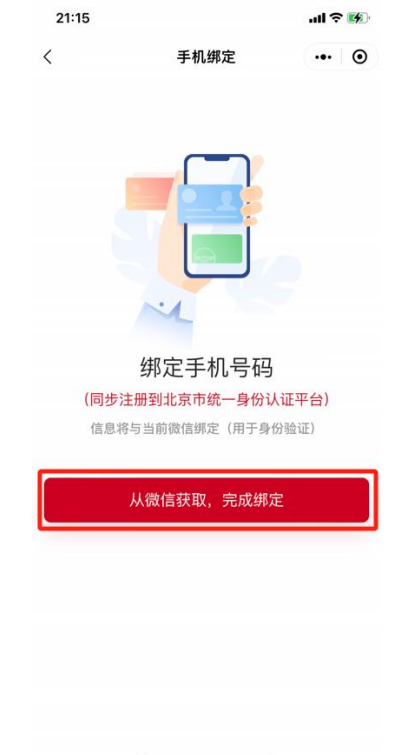 21:15
手机绑定
绑定手机号码
(同步注册到北京市统一身份认证平台)
信息将与当前微信绑定（用于身份验证）
从微信获取，完成绑定